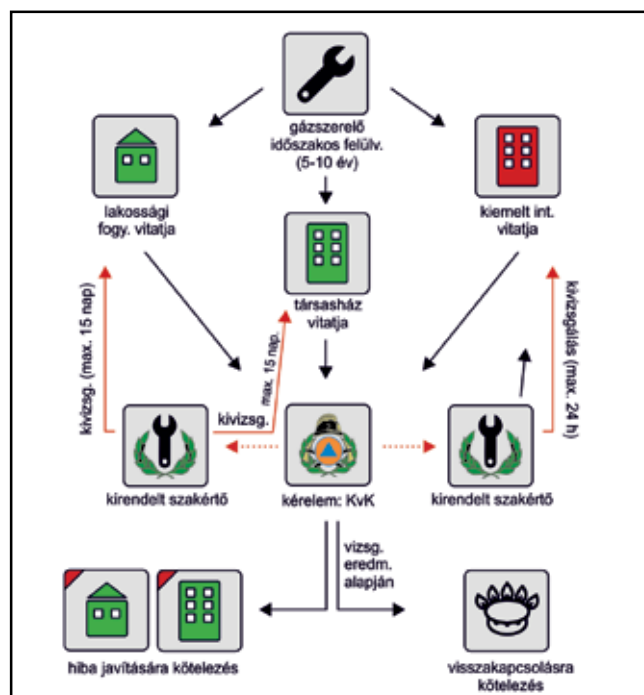 gázszerelő
időszakos felülv.
(5-10 év)
lakossági
fogy. vitatja
kiemelt int.
vitatja
társasház
vitatja
kivizsg. (max. 15 nap)
kivizsg.
max. 15 nap.
kivizsgálás (max. 24 h)
kirendelt szakértő
kérelem: KvK
kirendelt szakértő
vizsg.
eredm.
alapján
hiba javítására kötelezés
visszakapcsolásra
kötelezés